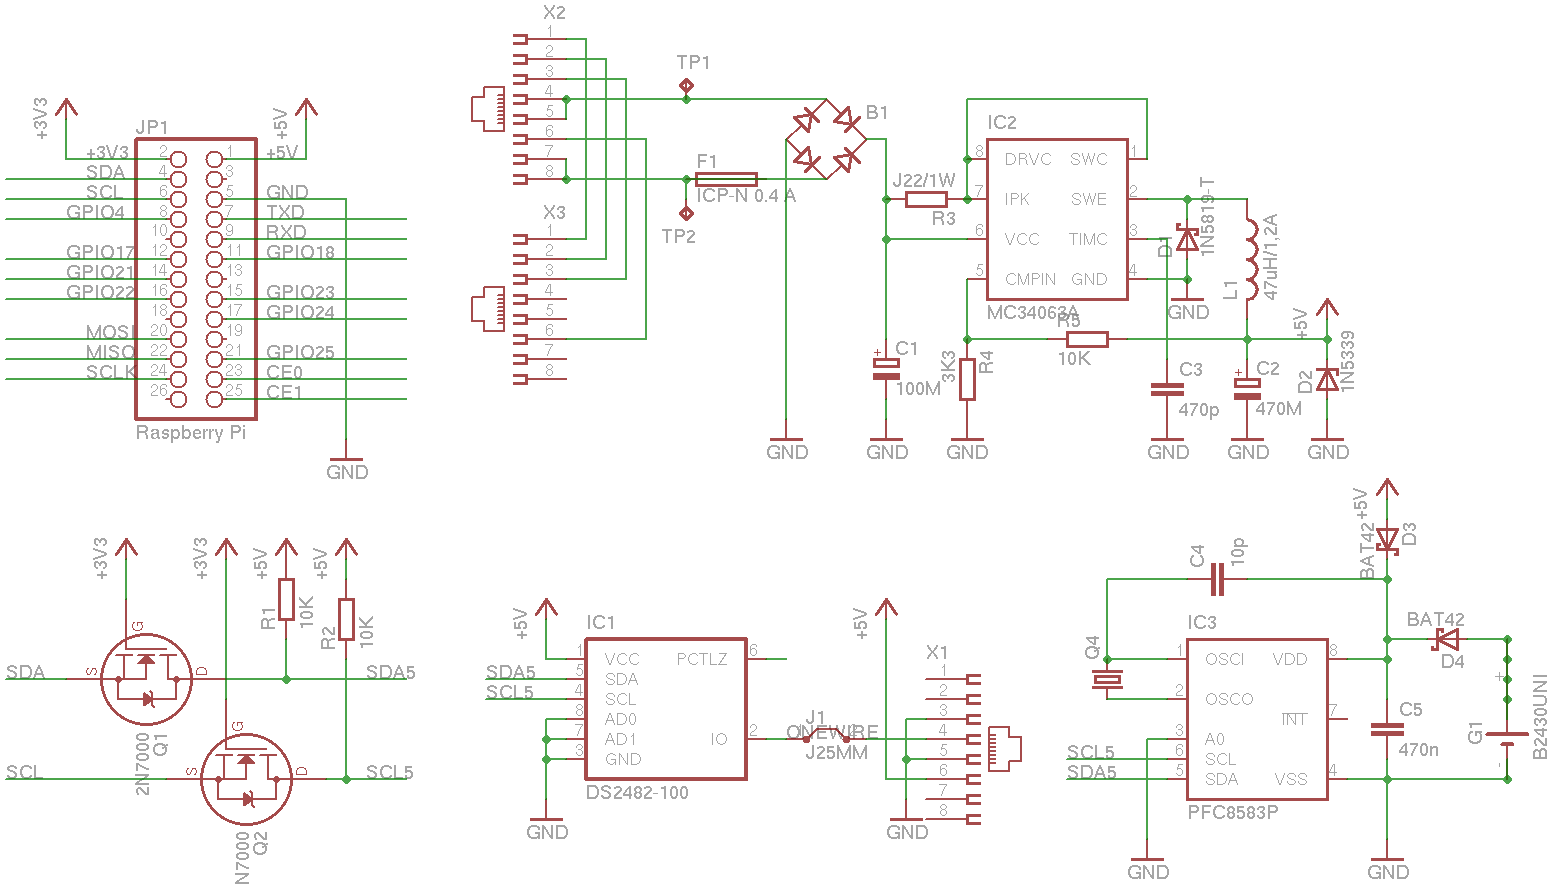 X2
1
2
3
4
5
6
7
8
TP1
TP2
F1
ICP-N 0.4 A
B1
X3
1
2
3
4
5
6
7
8
+3V3
+5V
JP1
+3V3 2 1 +5V
SDA 4 3
SCL 6 5 GND
GPIO4 8 7 TXD
10 9 RXD
GPIO17 12 11 GPIO18
GPIO21 14 13
GPIO22 16 15 GPIO23
18 17 GPIO24
MOSI 20 19
MISO 22 21 GPIO25
SCLK 24 23 CE0
26 25 CE1
Raspberry Pi
GND
IC2
8 DRVC SWC 1
7 IPK SWE 2
6 VCC TIMC 3
5 CMPIN GND 4
MC34063A
J22/1W
R3
D1
1N5819-T
GND
L1
47uH/1,2A
+5V
R5
10K
3K3
R4
+
C1
100M
C3
470p
+
C2
470M
D2
1N5339
GND
GND
GND
GND
GND
GND
+3V3
+3V3
+5V
+5V
R1
10K
R2
10K
G
SDA S D SDA5
2N7000
Q1
G
SCL S D SCL5
N7000
Q2
+5V
IC1
1 VCC PCTLZ 6
SDA5 5 SDA
SCL5 4 SCL
8 AD0
7 AD1 IO 2
3 GND
DS2482-100
GND
J1
1 2
ONEWIRE
J25MM
+5V
X1
1
2
3
4
5
6
7
8
GND
+5V
BAT42
D3
C4
10p
BAT42
D4
Q4
IC3
1 OSCI VDD 8
2 OSCO
INT 7
3 A0
SCL5 6 SCL
SDA5 5 SDA VSS 4
PFC8583P
C5
470n
+
G1
-
B2430UNI
GND
GND